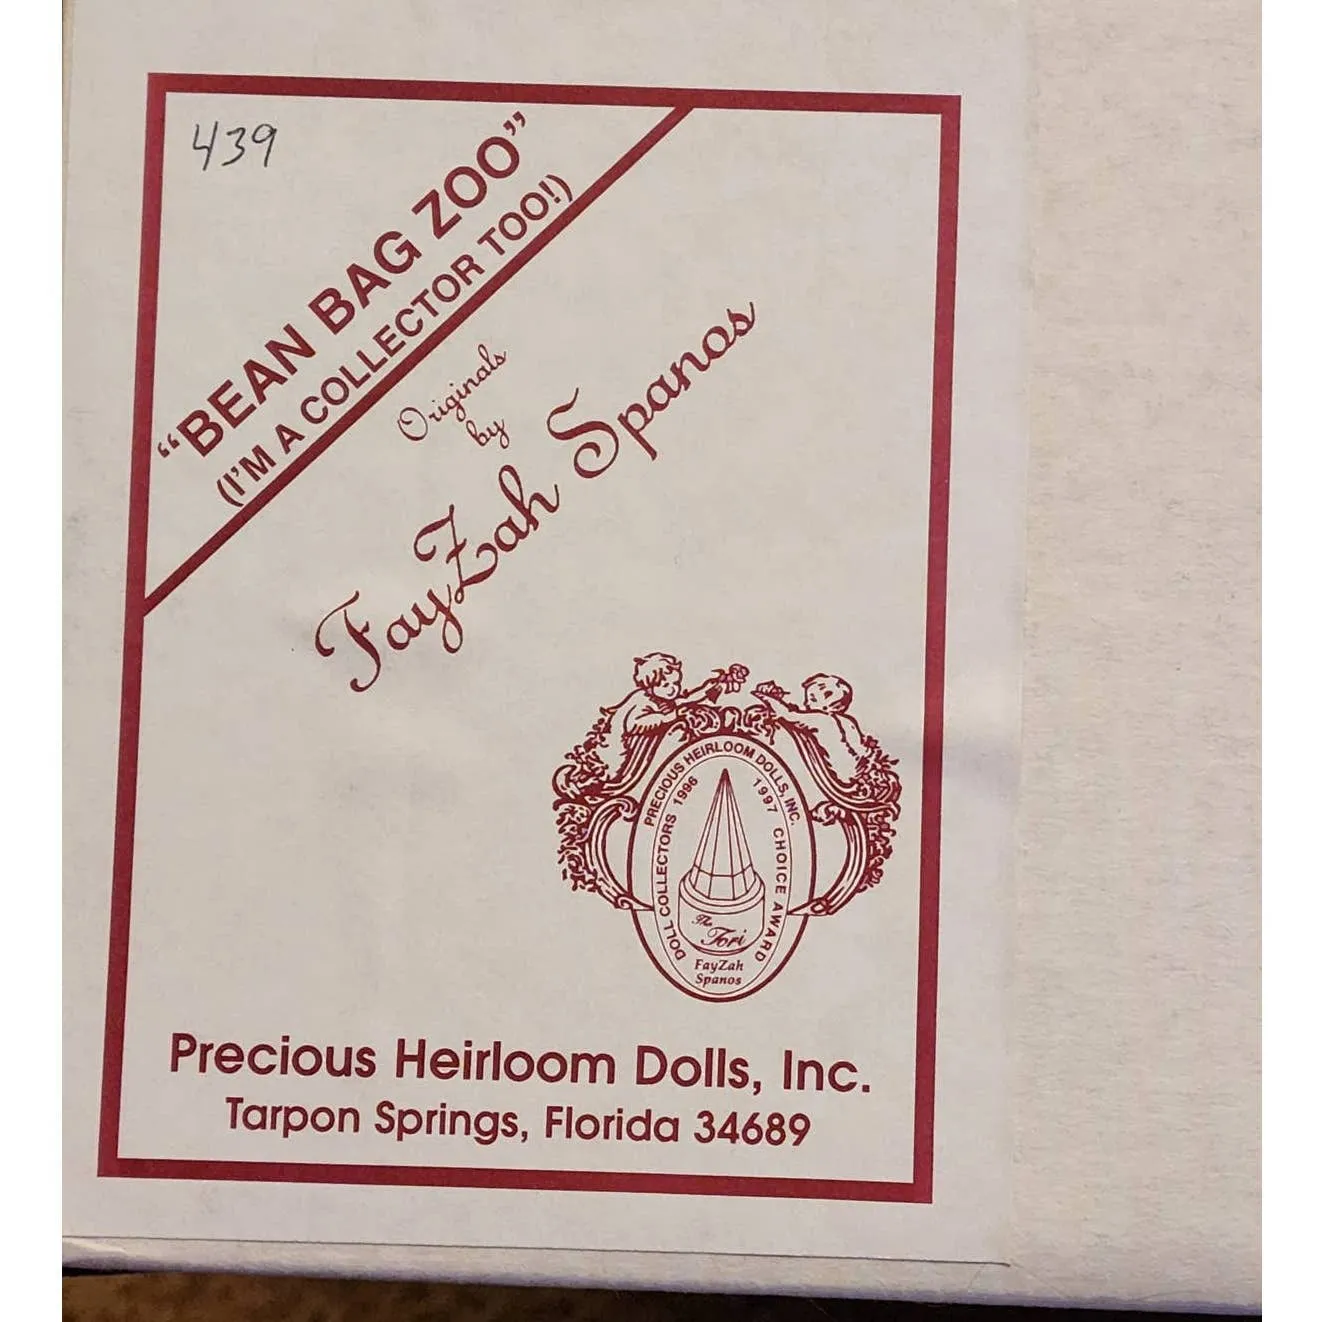 439
“BEAN BAG ZOO”
(I’M A COLLECTOR TOO!)
Originals
by
FayZah Spanos
PRECIOUS HEIRLOOM DOLLS, INC.
DOLL COLLECTORS 1996 1997 CHOICE AWARD
The
Tori
FayZah
Spanos
Precious Heirloom Dolls, Inc.
Tarpon Springs, Florida 34689